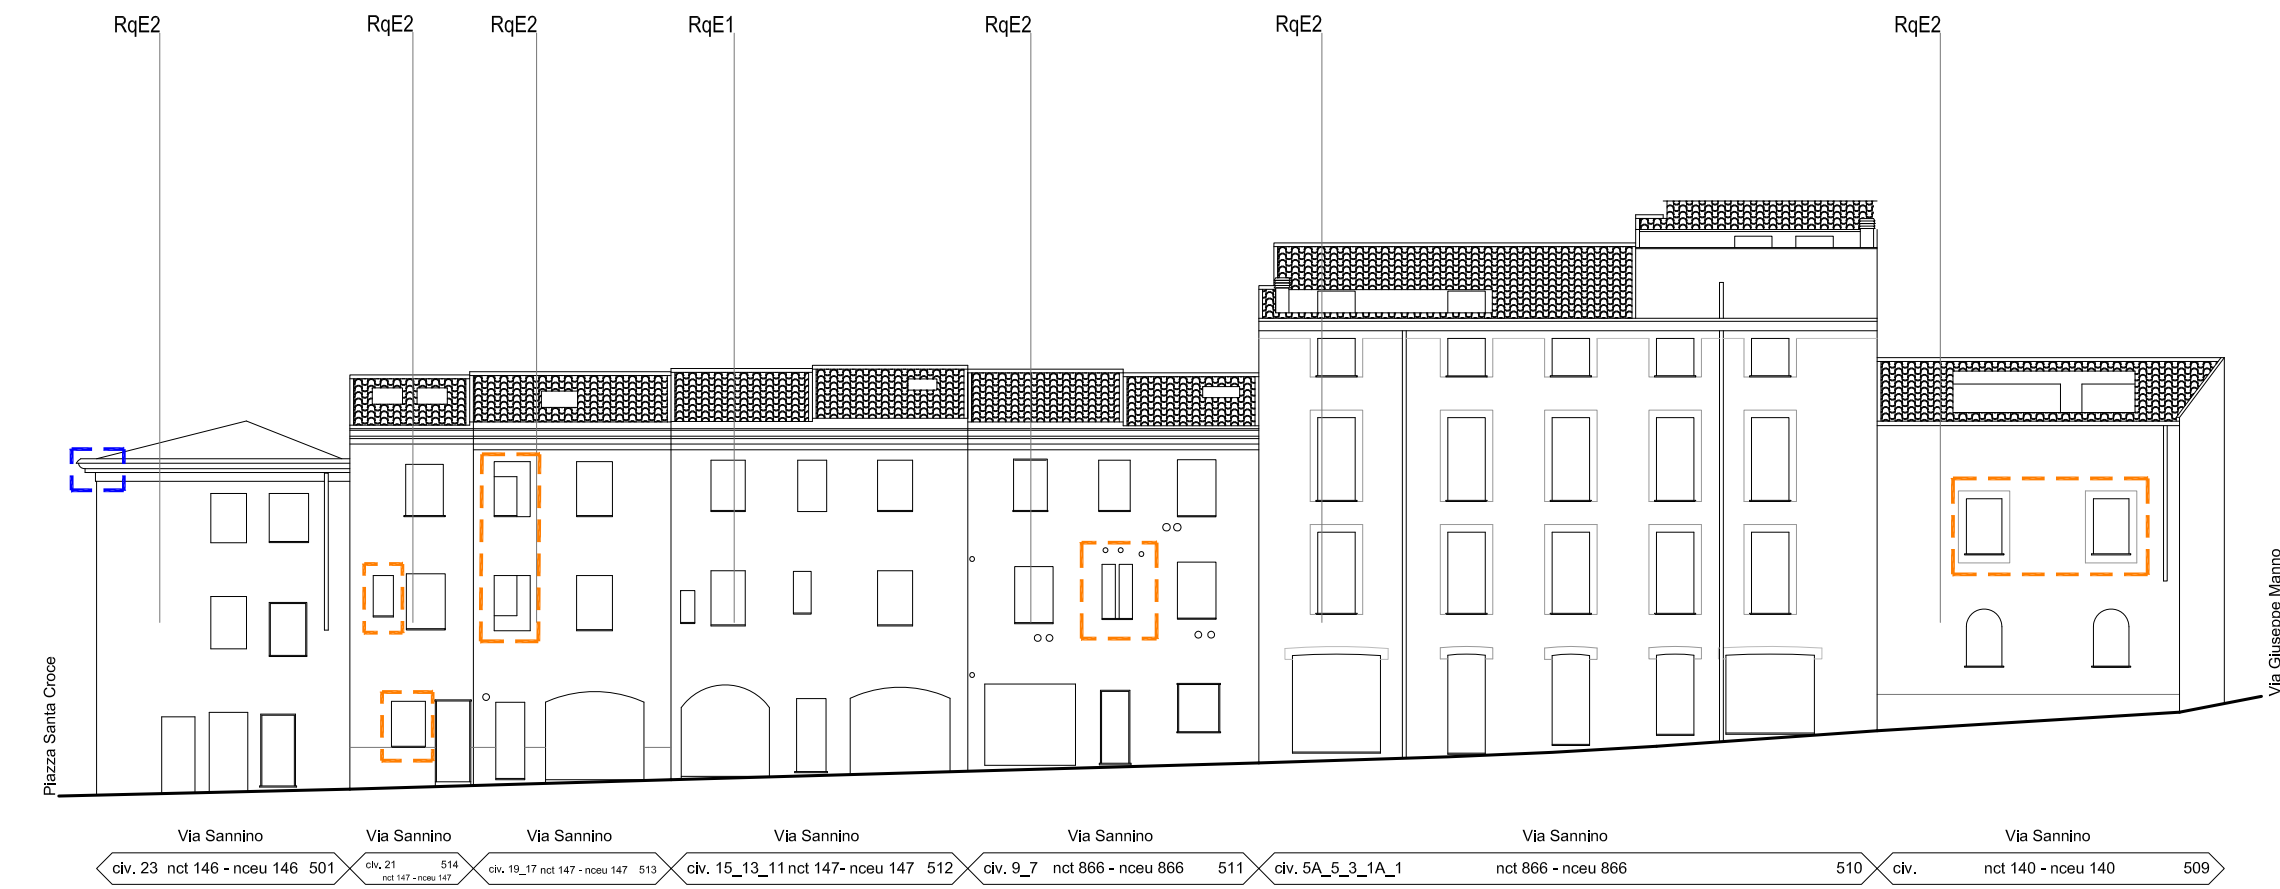 RqE2 RqE2 RqE2 RqE1 RqE2 RqE2 RqE2
Piazza Santa Croce
Via Giuseppe Manno
Via Sannino Via Sannino Via Sannino Via Sannino Via Sannino Via Sannino Via Sannino
civ. 23 nct 146 - nceu 146 501
civ. 21 514
nct 147 - nceu 147
civ. 19_17 nct 147 - nceu 147 513
civ. 15_13_11 nct 147- nceu 147 512
civ. 9_7 nct 866 - nceu 866 511
civ. 5A_5_3_1A_1 nct 866 - nceu 866 510
civ. nct 140 - nceu 140 509